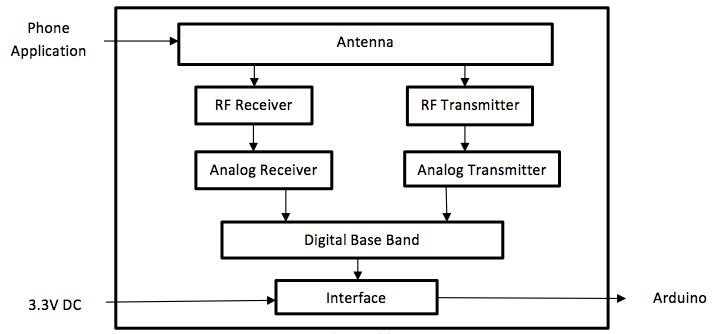 Phone
Application
Antenna
RF Receiver
RF Transmitter
Analog Receiver
Analog Transmitter
Digital Base Band
3.3V DC
Interface
Arduino